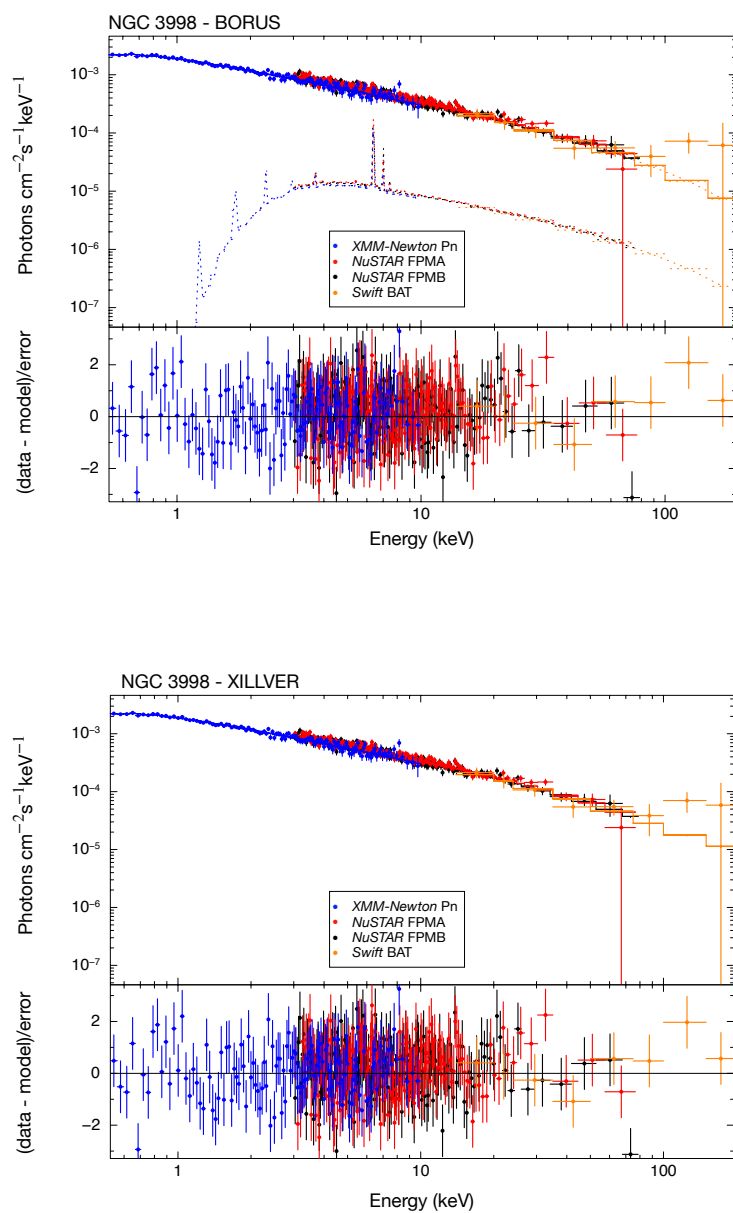 NGC 3998 - BORUS
10⁻³
10⁻⁴
10⁻⁵
10⁻⁶
10⁻⁷
Photons cm⁻²s⁻¹keV⁻¹
XMM-Newton Pn
NuSTAR FPMA
NuSTAR FPMB
Swift BAT
2
0
−2
(data - model)/error
1 10 100
Energy (keV)
NGC 3998 - XILLVER
10⁻³
10⁻⁴
10⁻⁵
10⁻⁶
10⁻⁷
Photons cm⁻²s⁻¹keV⁻¹
XMM-Newton Pn
NuSTAR FPMA
NuSTAR FPMB
Swift BAT
2
0
−2
(data - model)/error
1 10 100
Energy (keV)